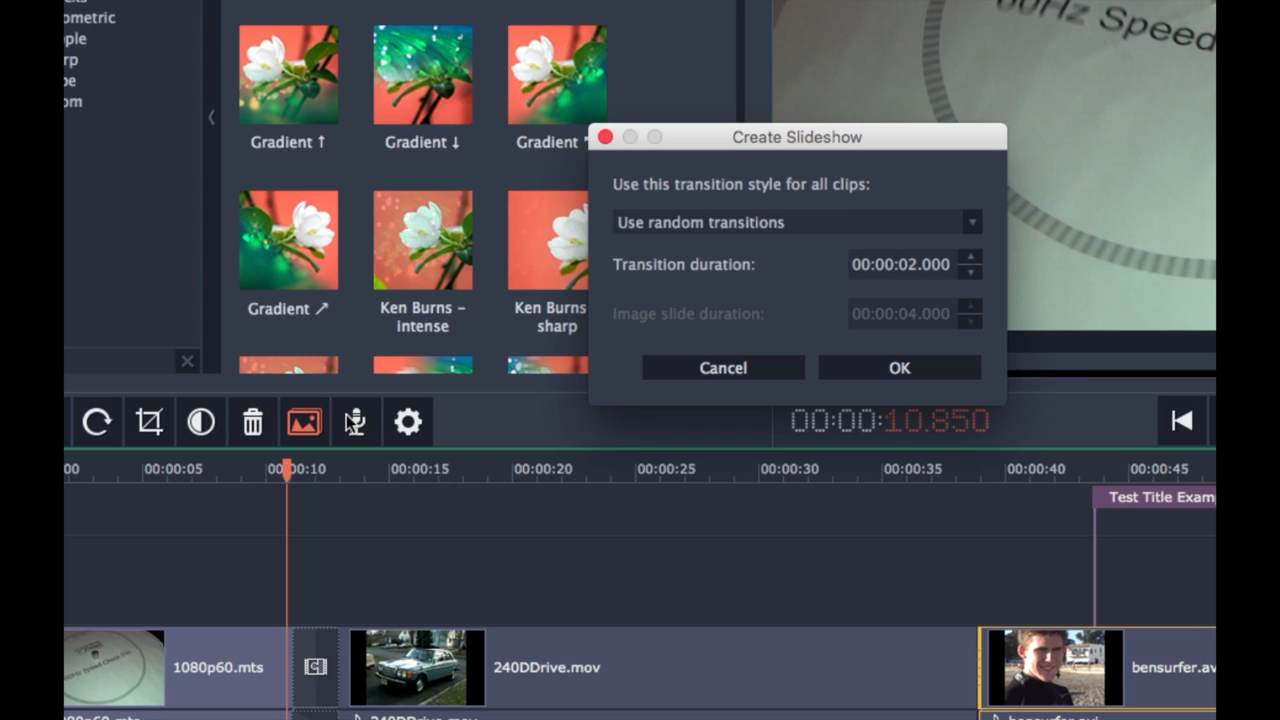 ometric
ple
rp
pe
om
Gradient ↑
Gradient ↓
Gradient
Gradient ↗
Ken Burns –
intense
Ken Burns
sharp
60Hz Speed
Create Slideshow
Use this transition style for all clips:
Use random transitions
Transition duration:
00:00:02.000
Image slide duration:
00:00:04.000
Cancel
OK
00:00:10.850
00
00:00:05
00:00:10
00:00:15
00:00:20
00:00:25
00:00:30
00:00:35
00:00:40
00:00:45
Test Title Exam
1080p60.mts
240DDrive.mov
bensurfer.av
240DDrive.mov